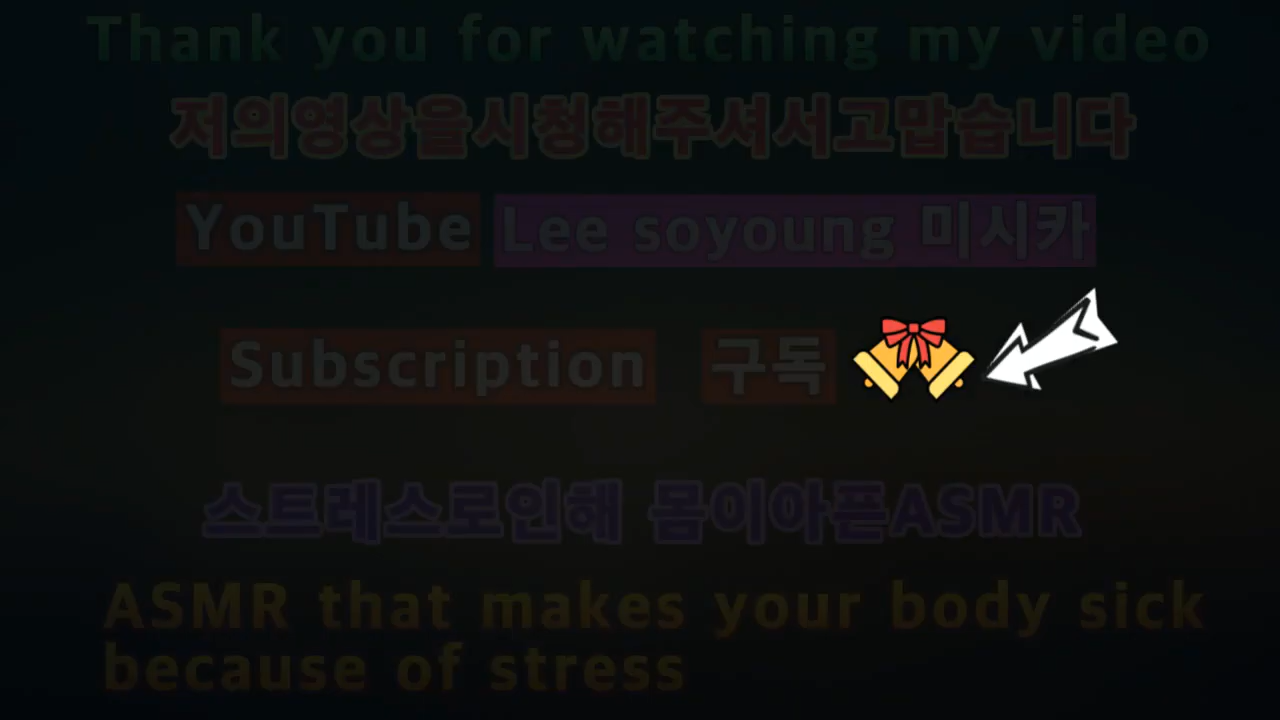 Thank you for watching my video
저의영상을시청해주셔서고맙습니다
YouTube Lee soyoung 미시카
Subscription 구독
스트레스로인해 몸이아픈ASMR
ASMR that makes your body sick
because of stress